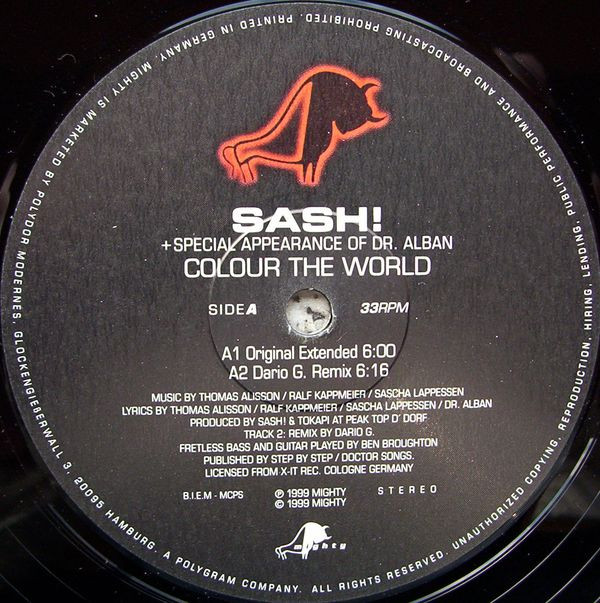 SASH!
+SPECIAL APPEARANCE OF DR. ALBAN
COLOUR THE WORLD
SIDE A 33RPM
A1 Original Extended 6:00
A2 Dario G. Remix 6:16
MUSIC BY THOMAS ALISSON / RALF KAPPMEIER / SASCHA LAPPESSEN
LYRICS BY THOMAS ALISSON / RALF KAPPMEIER / SASCHA LAPPESSEN / DR. ALBAN
PRODUCED BY SASH! & TOKAPI AT PEAK TOP D' DORF
TRACK 2: REMIX BY DARIO G.
FRETLESS BASS AND GUITAR PLAYED BY BEN BROUGHTON
PUBLISHED BY STEP BY STEP / DOCTOR SONGS.
LICENSED FROM X-IT REC. COLOGNE GERMANY
B.I.E.M - MCPS ℗ 1999 MIGHTY STEREO
© 1999 MIGHTY
mighty
MIGHTY IS MARKETED BY POLYDOR MODERNES, GLOCKENGIEßERWALL 3, 20095 HAMBURG. A POLYGRAM COMPANY. ALL RIGHTS RESERVED. UNAUTHORIZED COPYING, REPRODUCTION, HIRING, LENDING, PUBLIC PERFORMANCE AND BROADCASTING PROHIBITED. PRINTED IN GERMANY.